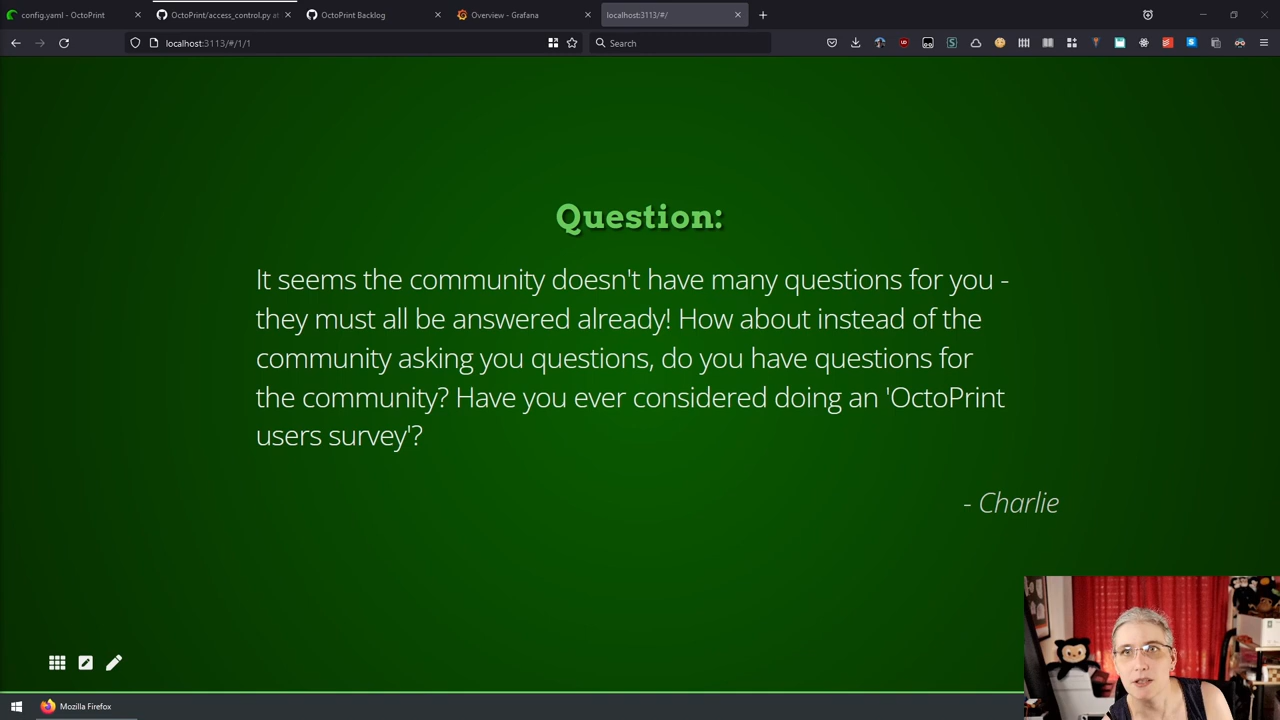 config.yaml - OctoPrint
OctoPrint/access_control.py at
OctoPrint Backlog
Overview - Grafana
localhost:3113/#/
localhost:3113/#/1/1
Search
Question:
It seems the community doesn't have many questions for you -
they must all be answered already! How about instead of the
community asking you questions, do you have questions for
the community? Have you ever considered doing an 'OctoPrint
users survey'?
- Charlie
Mozilla Firefox